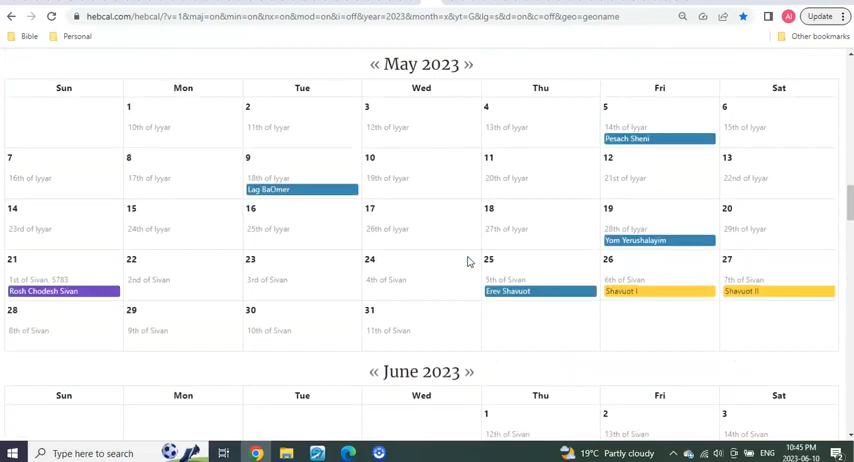 hebcal.com/hebcal/?v=1&maj=on&min=on&nx=on&mod=on&i=off&year=2023&month=x&yt=G&lg=s&d=on&c=off&geo=geoname
AI
Update
Bible
Personal
Other bookmarks
« May 2023 »
Sun Mon Tue Wed Thu Fri Sat
1 2 3 4 5 6
10th of Iyyar 11th of Iyyar 12th of Iyyar 13th of Iyyar 14th of Iyyar 15th of Iyyar
Pesach Sheni
7 8 9 10 11 12 13
16th of Iyyar 17th of Iyyar 18th of Iyyar 19th of Iyyar 20th of Iyyar 21st of Iyyar 22nd of Iyyar
Lag BaOmer
14 15 16 17 18 19 20
23rd of Iyyar 24th of Iyyar 25th of Iyyar 26th of Iyyar 27th of Iyyar 28th of Iyyar 29th of Iyyar
Yom Yerushalayim
21 22 23 24 25 26 27
1st of Sivan, 5783 2nd of Sivan 3rd of Sivan 4th of Sivan 5th of Sivan 6th of Sivan 7th of Sivan
Rosh Chodesh Sivan Erev Shavuot Shavuot I Shavuot II
28 29 30 31
8th of Sivan 9th of Sivan 10th of Sivan 11th of Sivan
« June 2023 »
Sun Mon Tue Wed Thu Fri Sat
1 2 3
12th of Sivan 13th of Sivan 14th of Sivan
Type here to search
19°C Partly cloudy
ENG
10:45 PM
2023-06-10
2